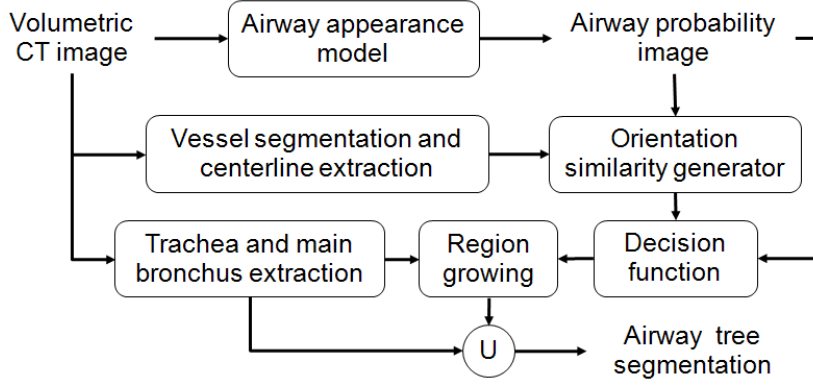 Volumetric
CT image
Airway appearance
model
Airway probability
image
Vessel segmentation and
centerline extraction
Orientation
similarity generator
Trachea and main
bronchus extraction
Region
growing
Decision
function
U
Airway tree
segmentation